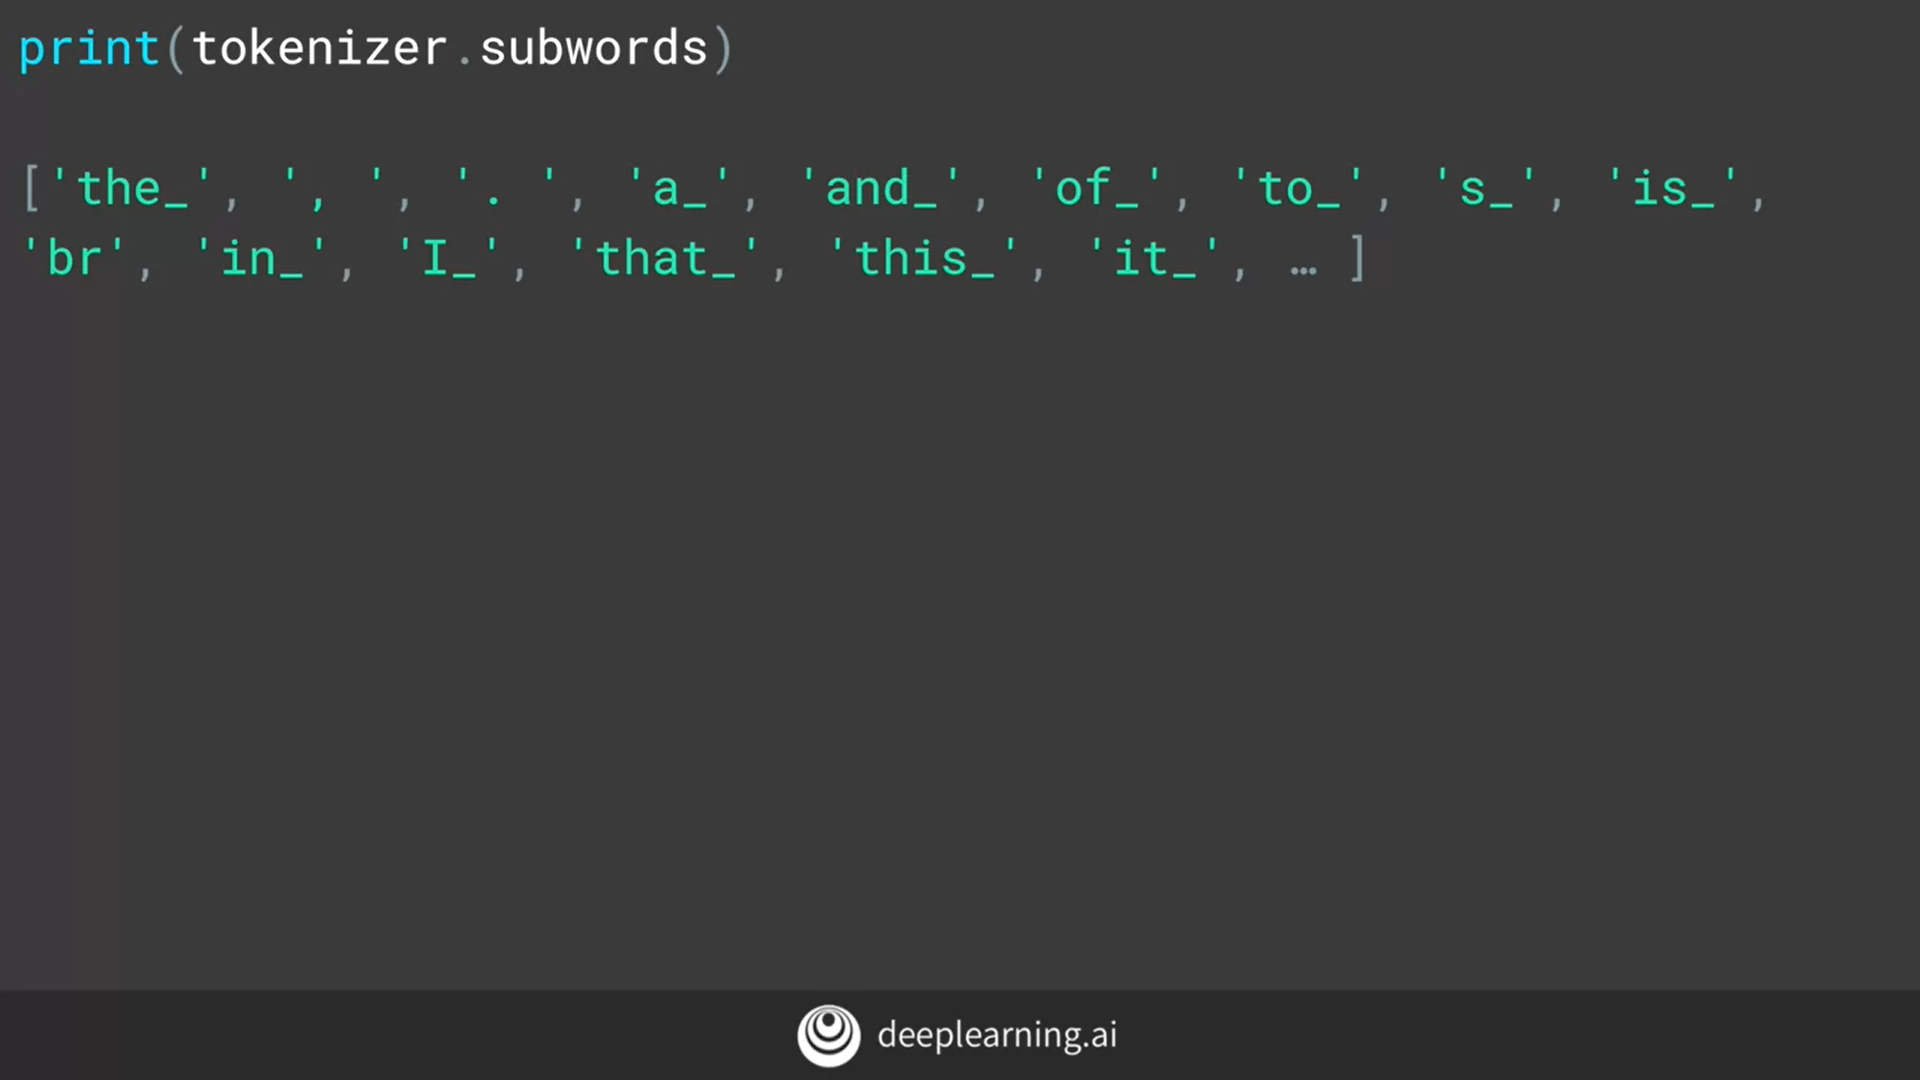 print(tokenizer.subwords)
['the_', ', ', '. ', 'a_', 'and_', 'of_', 'to_', 's_', 'is_',
'br', 'in_', 'I_', 'that_', 'this_', 'it_', … ]
deeplearning.ai